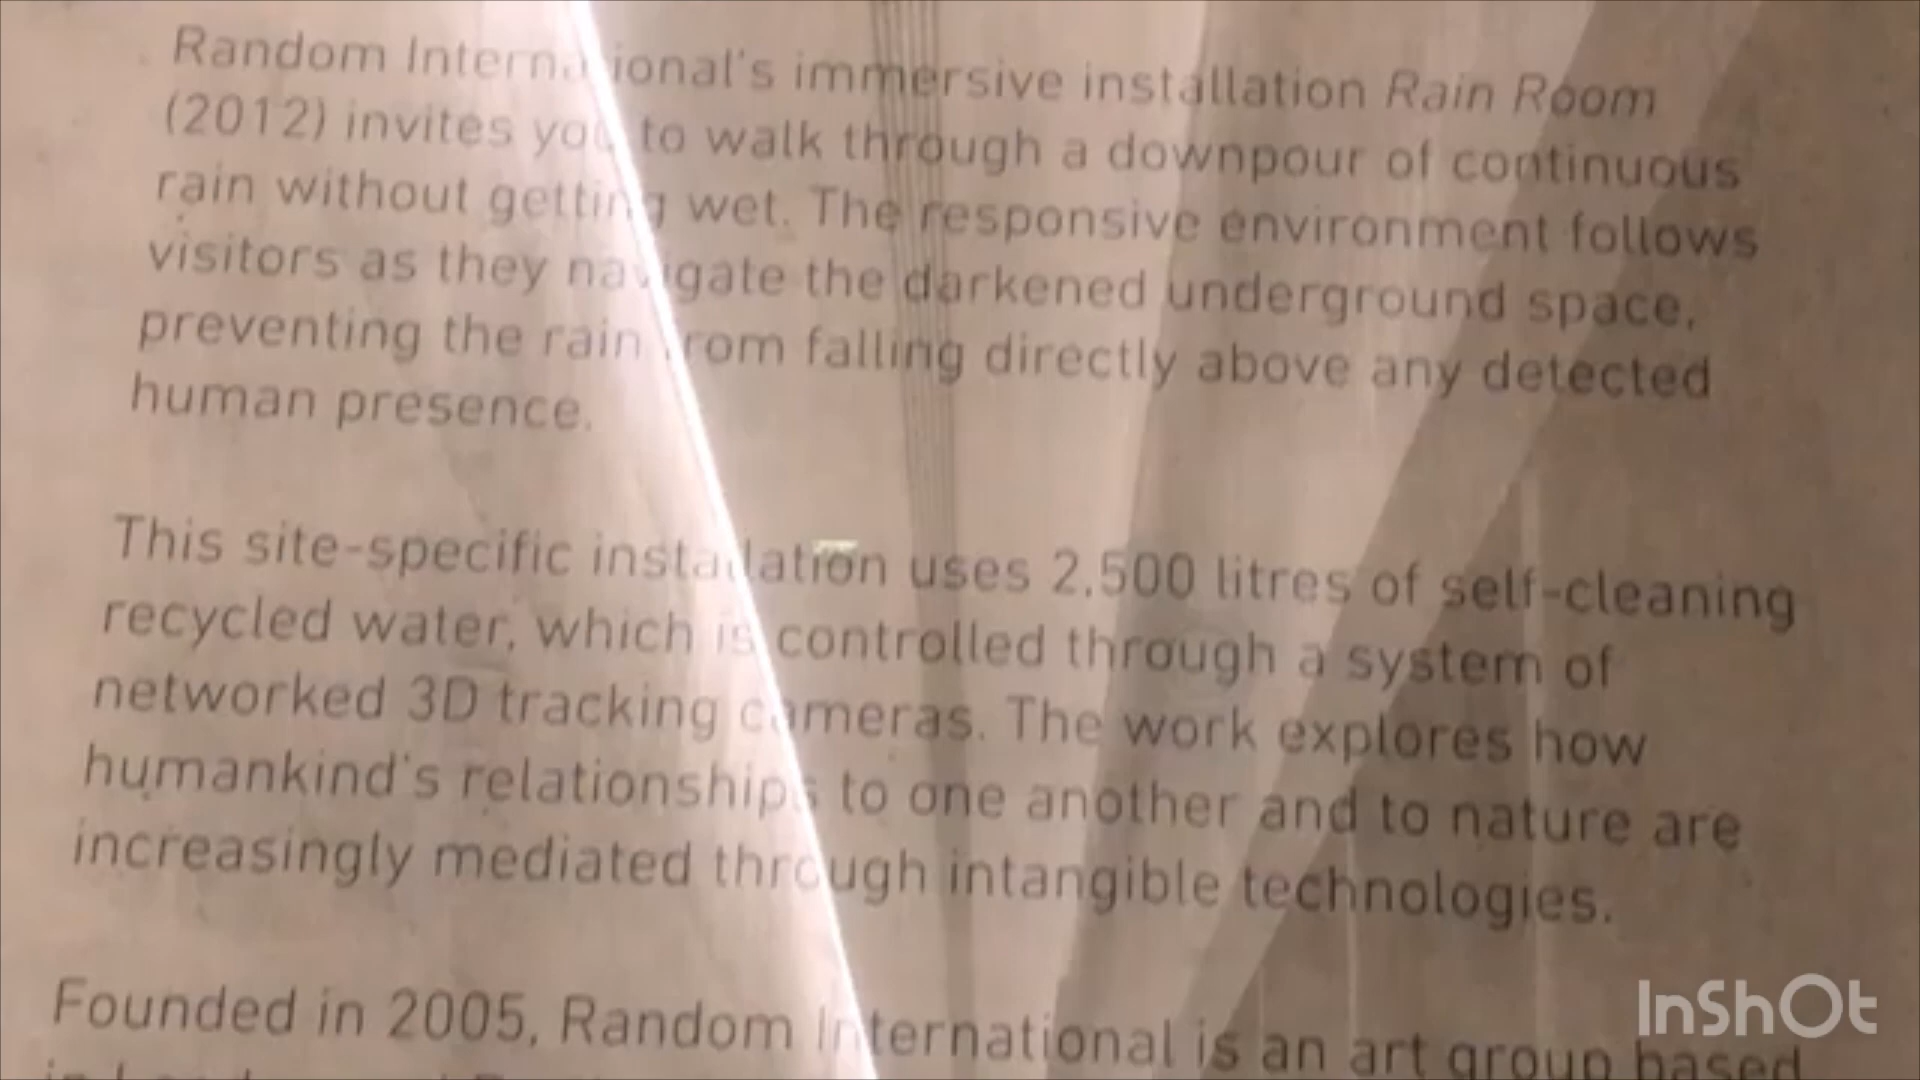 Random International's immersive installation Rain Room
(2012) invites you to walk through a downpour of continuous
rain without getting wet. The responsive environment follows
visitors as they navigate the darkened underground space,
preventing the rain from falling directly above any detected
human presence.
This site-specific installation uses 2,500 litres of self-cleaning
recycled water, which is controlled through a system of
networked 3D tracking cameras. The work explores how
humankind's relationships to one another and to nature are
increasingly mediated through intangible technologies.
Founded in 2005, Random International is an art group based
InShOt